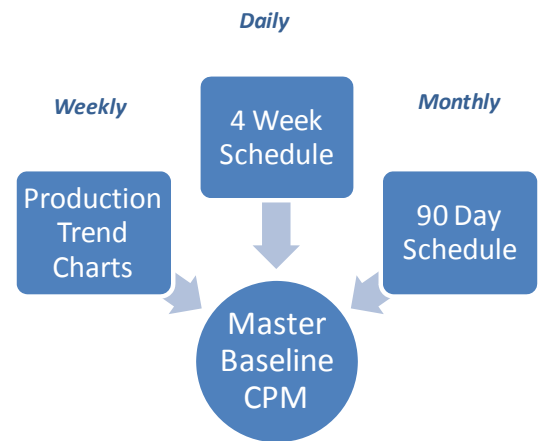 Daily
Weekly
Monthly
4 Week
Schedule
Production
Trend
Charts
90 Day
Schedule
Master
Baseline
CPM